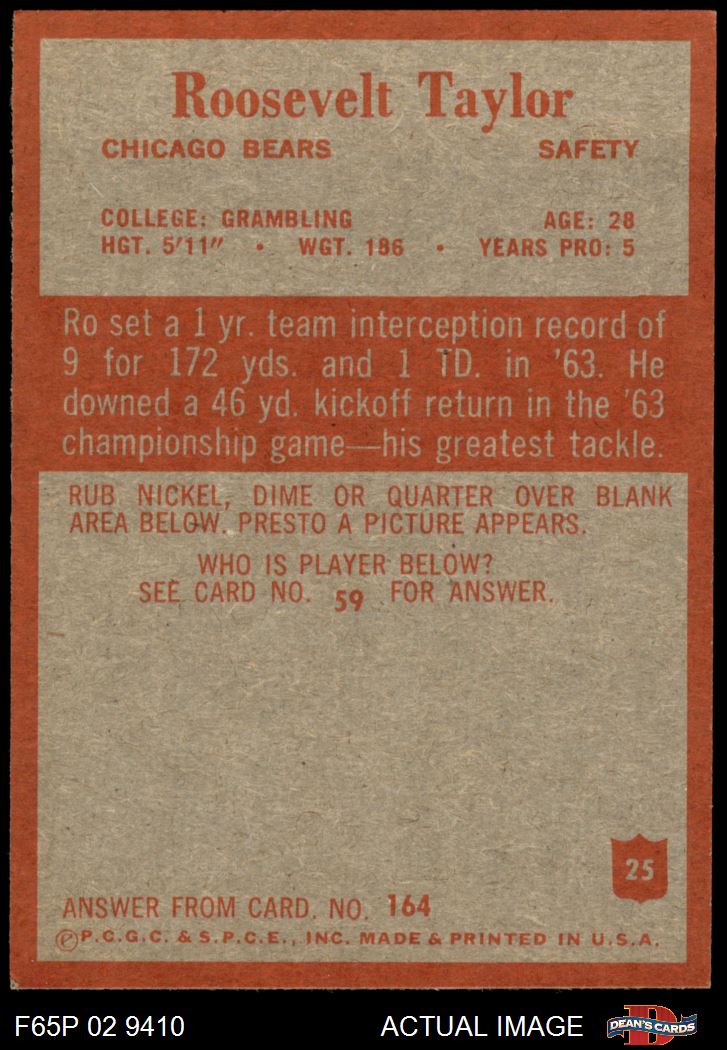 Roosevelt Taylor
CHICAGO BEARS SAFETY
COLLEGE: GRAMBLING AGE: 28
HGT. 5'11" • WGT. 186 • YEARS PRO: 5
Ro set a 1 yr. team interception record of
9 for 172 yds. and 1 TD. in '63. He
downed a 46 yd. kickoff return in the '63
championship game—his greatest tackle.
RUB NICKEL, DIME OR QUARTER OVER BLANK
AREA BELOW. PRESTO A PICTURE APPEARS.
WHO IS PLAYER BELOW?
SEE CARD NO. 59 FOR ANSWER.
25
ANSWER FROM CARD. NO. 164
Ⓟ P.C.G.C. & S.P.C.E., INC. MADE & PRINTED IN U.S.A.
F65P 02 9410 ACTUAL IMAGE DEAN'S CARDS